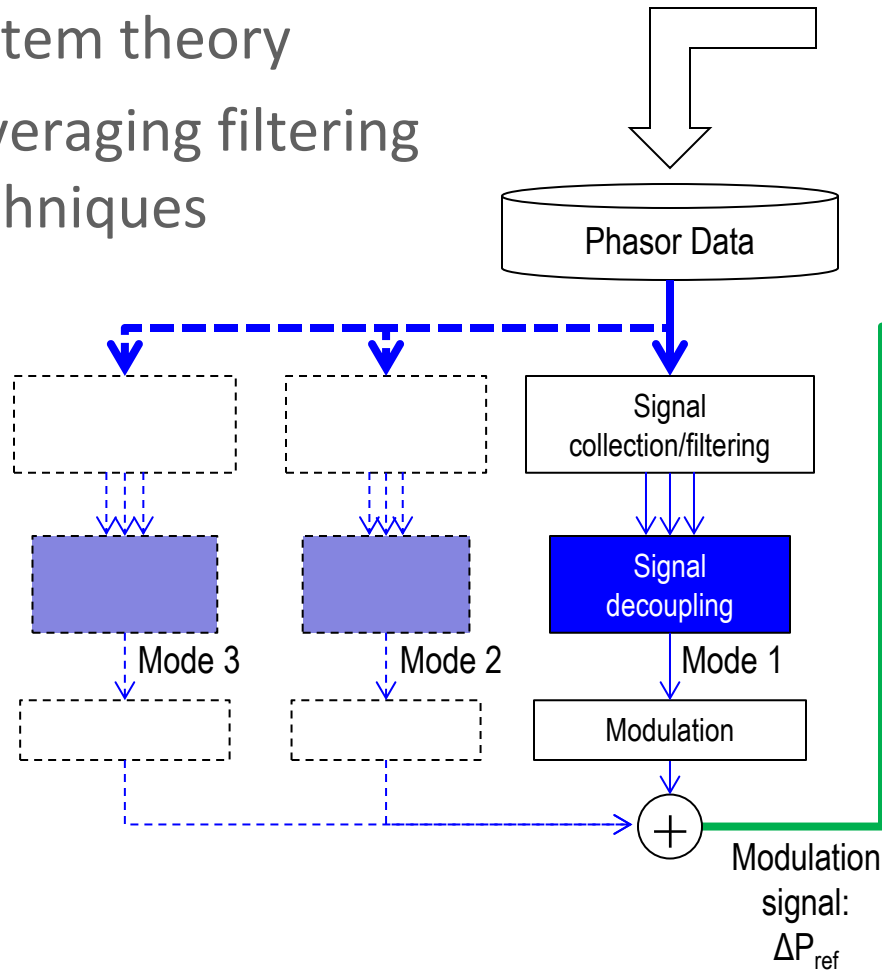 tem theory
veraging filtering
hniques
Phasor Data
Signal
collection/filtering
Signal
decoupling
Mode 3
Mode 2
Mode 1
Modulation
+
Modulation
signal:
ΔPref